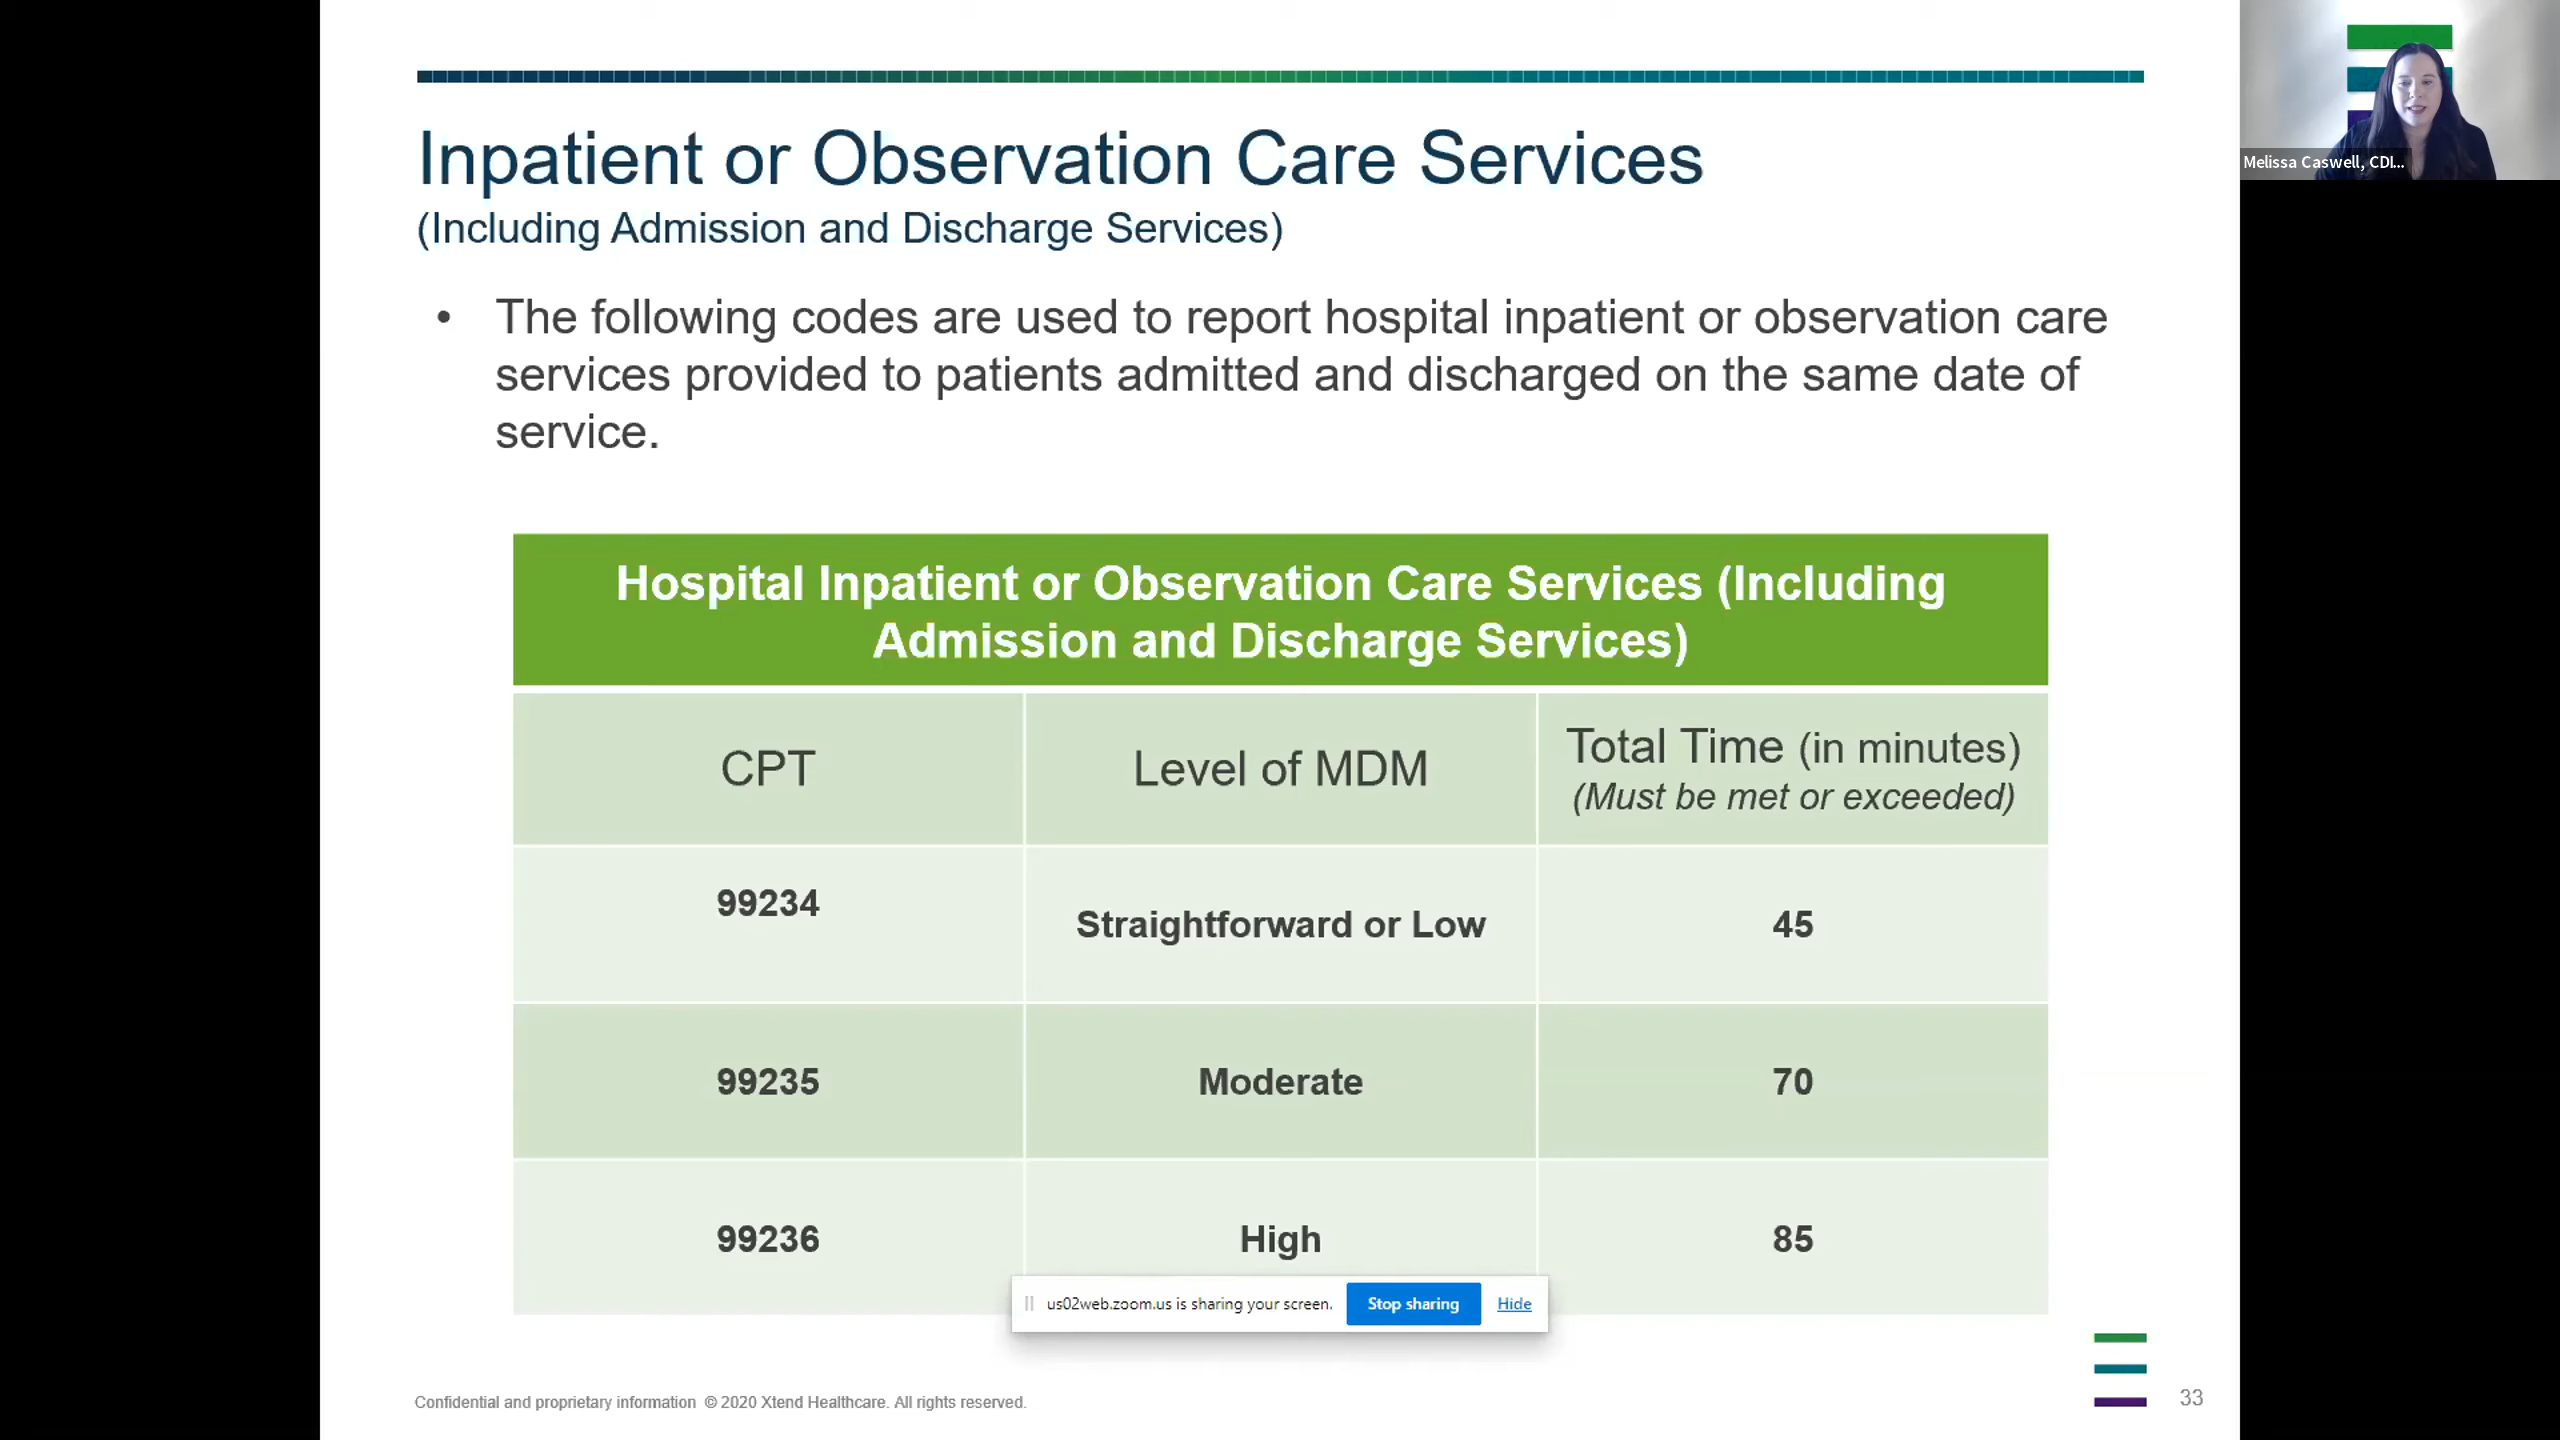 Inpatient or Observation Care Services
(Including Admission and Discharge Services)
• The following codes are used to report hospital inpatient or observation care
services provided to patients admitted and discharged on the same date of
service.
Hospital Inpatient or Observation Care Services (Including
Admission and Discharge Services)
CPT
Level of MDM
Total Time (in minutes)
(Must be met or exceeded)
99234
Straightforward or Low
45
99235
Moderate
70
99236
High
85
us02web.zoom.us is sharing your screen.
Stop sharing
Hide
Confidential and proprietary information © 2020 Xtend Healthcare. All rights reserved.
33
Melissa Caswell, CDI...